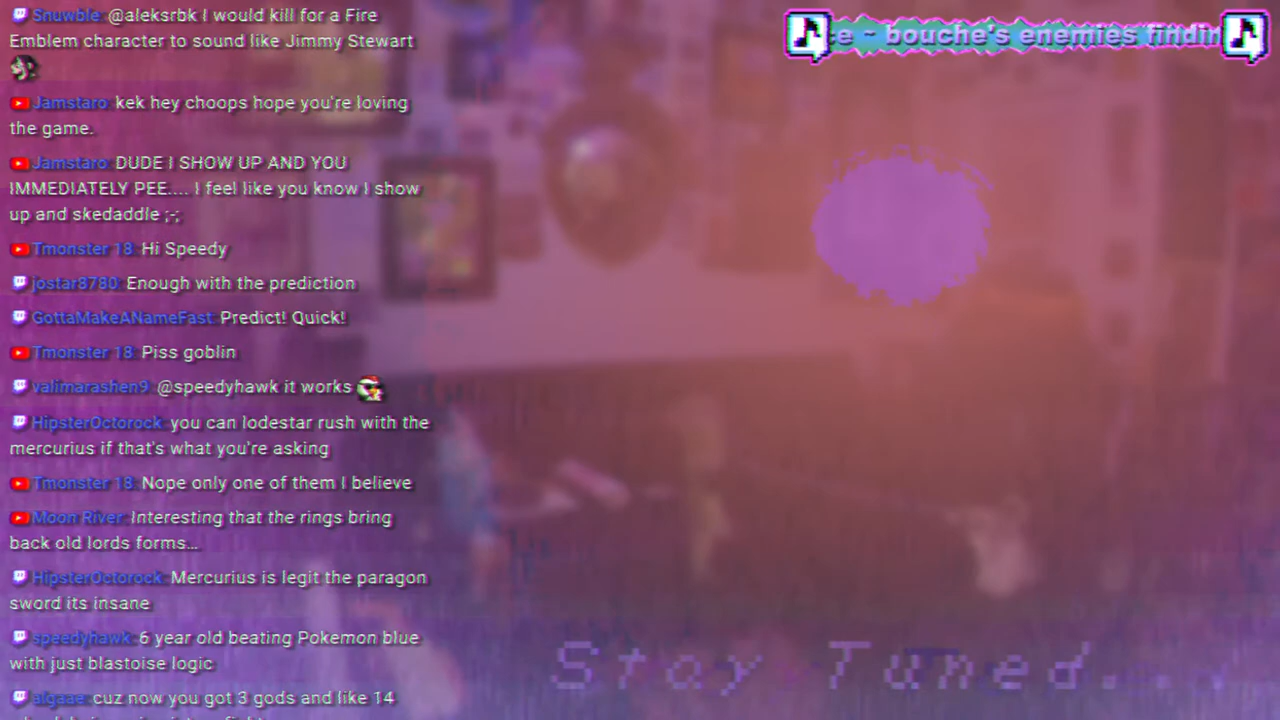 Snuwble: @aleksrbk I would kill for a Fire
Emblem character to sound like Jimmy Stewart
Jamstaro: kek hey choops hope you're loving
the game.
Jamstaro: DUDE I SHOW UP AND YOU
IMMEDIATELY PEE.... I feel like you know I show
up and skedaddle ;-;
Tmonster 18: Hi Speedy
jostar8780: Enough with the prediction
GottaMakeANameFast: Predict! Quick!
Tmonster 18: Piss goblin
valimarashen9: @speedyhawk it works
HipsterOctorock: you can lodestar rush with the
mercurius if that's what you're asking
Tmonster 18: Nope only one of them I believe
Moon River: Interesting that the rings bring
back old lords forms...
HipsterOctorock: Mercurius is legit the paragon
sword its insane
speedyhawk: 6 year old beating Pokemon blue
with just blastoise logic
cuz now you got 3 gods and like 14
e ~ bouche's enemies findin
Stay Tuned...